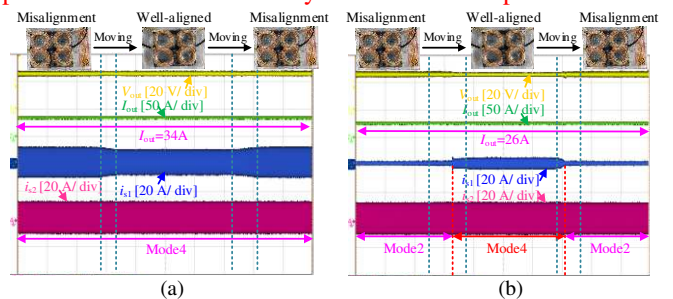 Misalignment Well-aligned Misalignment
Moving Moving
Vout [20 V/ div]
Iout [50 A/ div]
Iout=34A
is2 [20 A/ div] is1 [20 A/ div]
Mode4
(a)
Misalignment Well-aligned Misalignment
Moving Moving
Vout [20 V/ div]
Iout [50 A/ div]
Iout=26A
is1 [20 A/ div]
is2 [20 A/ div]
Mode2 Mode4 Mode2
(b)